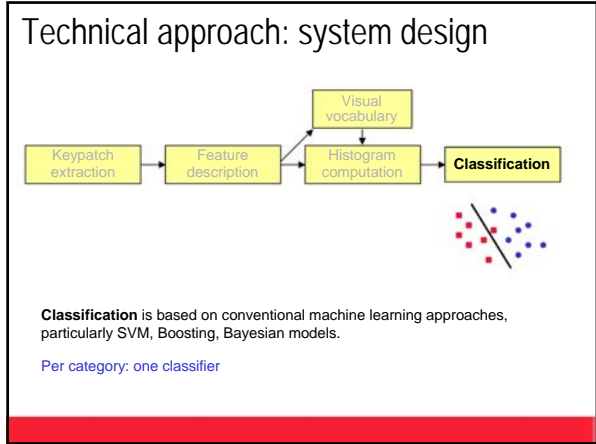 Technical approach: system design
Visual
vocabulary
Keypatch
extraction
Feature
description
Histogram
computation
Classification
Classification is based on conventional machine learning approaches,
particularly SVM, Boosting, Bayesian models.
Per category: one classifier